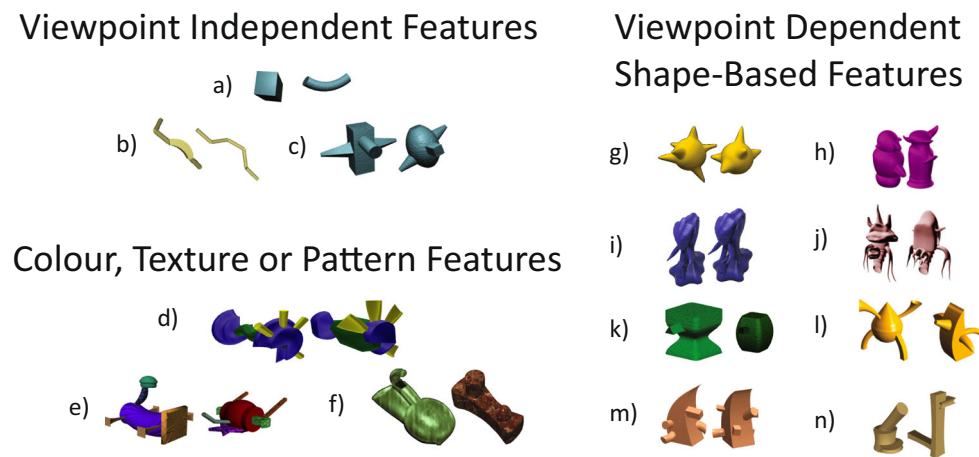 Viewpoint Independent Features
a)
b)
c)
Colour, Texture or Pattern Features
d)
e)
f)
Viewpoint Dependent
Shape-Based Features
g)
h)
i)
j)
k)
l)
m)
n)